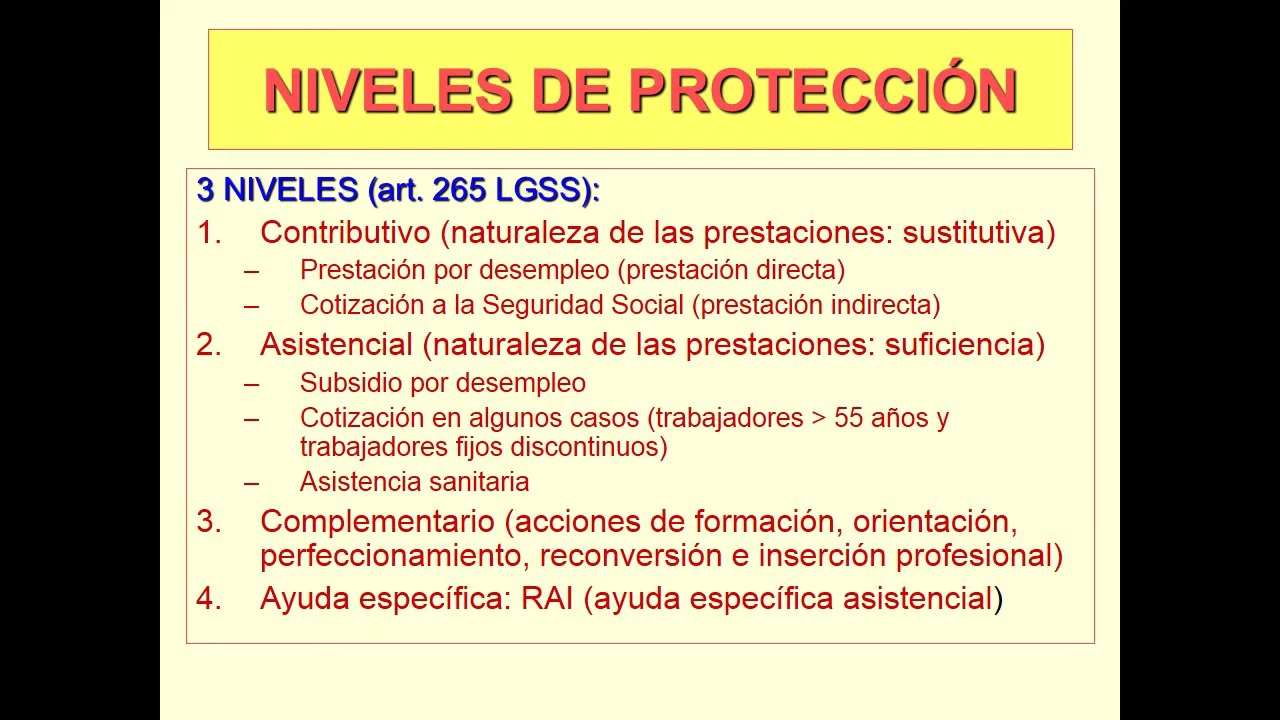 NIVELES DE PROTECCIÓN
3 NIVELES (art. 265 LGSS):
1. Contributivo (naturaleza de las prestaciones: sustitutiva)
– Prestación por desempleo (prestación directa)
– Cotización a la Seguridad Social (prestación indirecta)
2. Asistencial (naturaleza de las prestaciones: suficiencia)
– Subsidio por desempleo
– Cotización en algunos casos (trabajadores > 55 años y
trabajadores fijos discontinuos)
– Asistencia sanitaria
3. Complementario (acciones de formación, orientación,
perfeccionamiento, reconversión e inserción profesional)
4. Ayuda específica: RAI (ayuda específica asistencial)